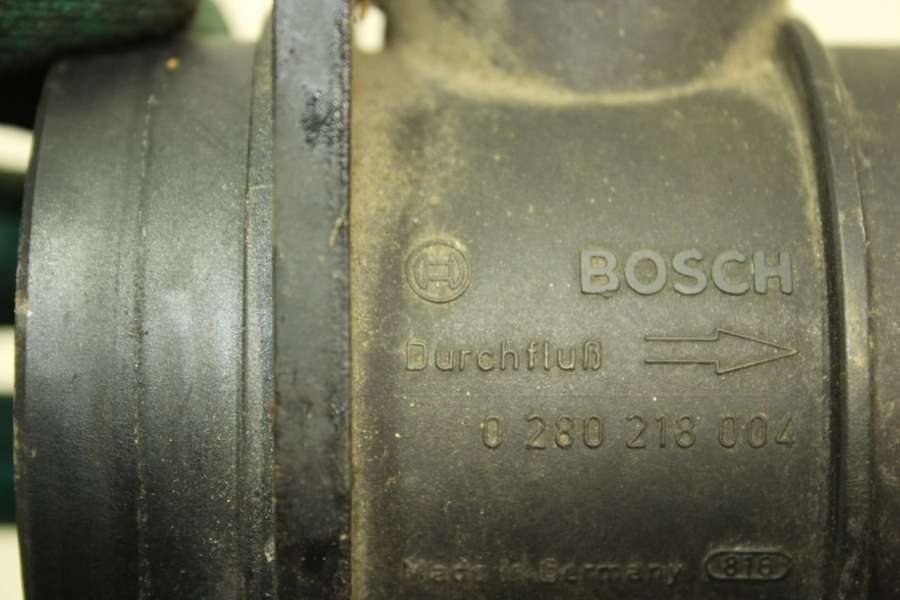 BOSCH
Durchfluß
0 280 218 004
Made in Germany 816